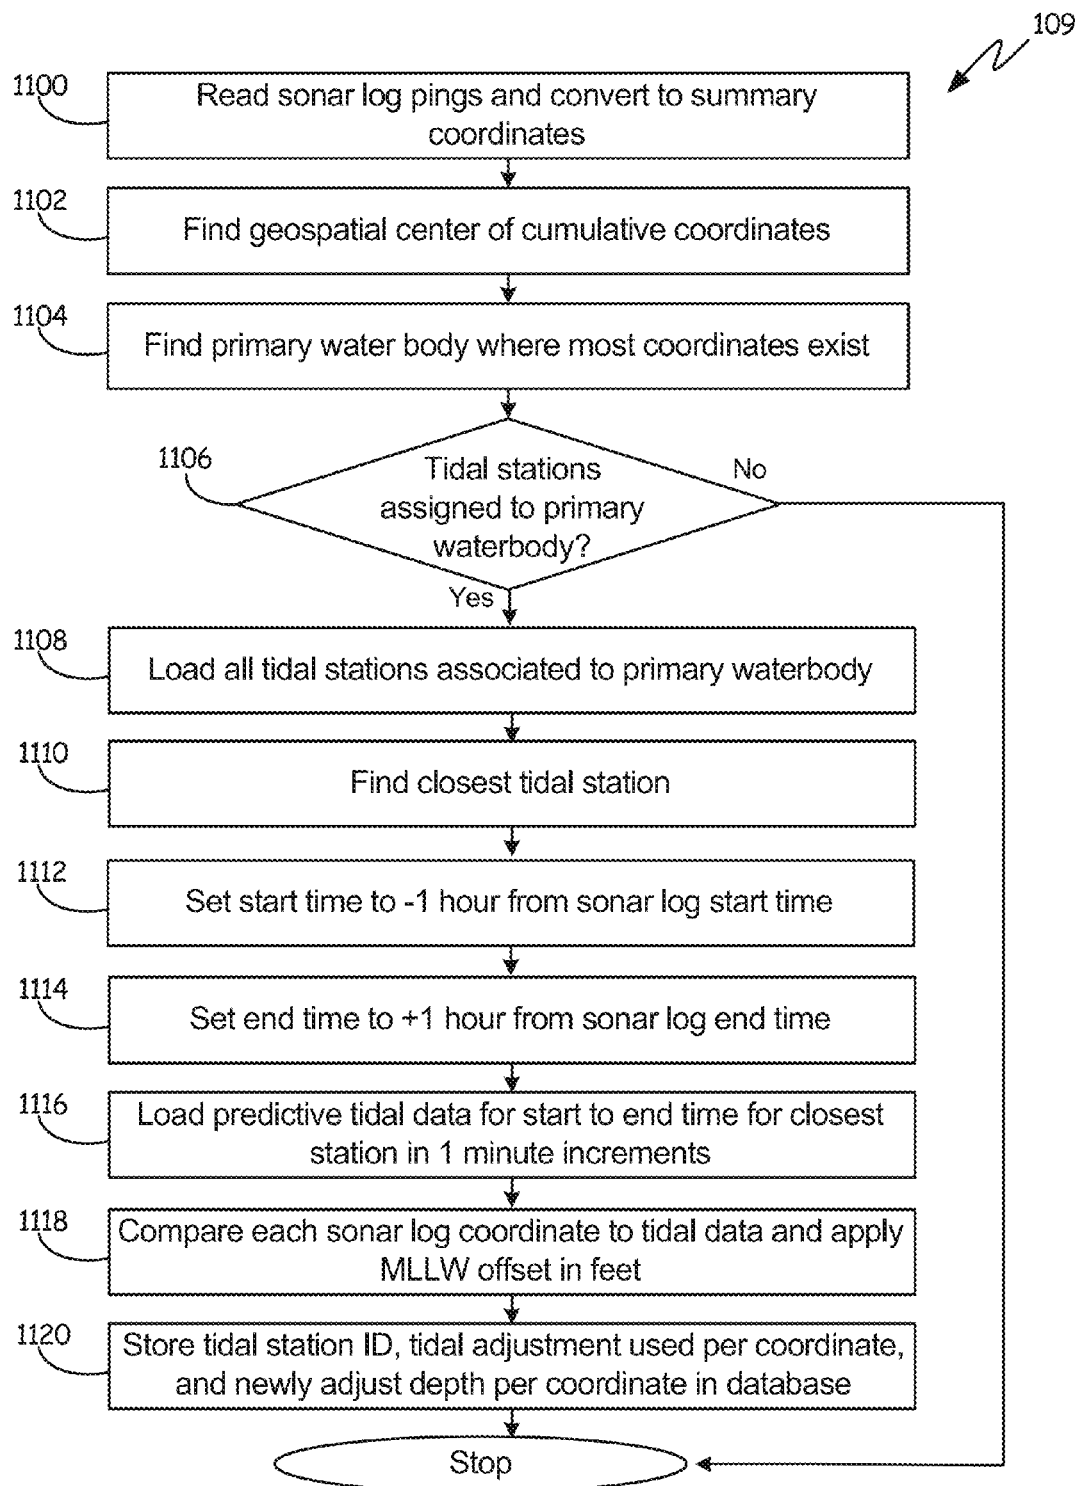 109
1100
Read sonar log pings and convert to summary
coordinates
1102
Find geospatial center of cumulative coordinates
1104
Find primary water body where most coordinates exist
1106
Tidal stations
assigned to primary
waterbody?
No
Yes
1108
Load all tidal stations associated to primary waterbody
1110
Find closest tidal station
1112
Set start time to -1 hour from sonar log start time
1114
Set end time to +1 hour from sonar log end time
1116
Load predictive tidal data for start to end time for closest
station in 1 minute increments
1118
Compare each sonar log coordinate to tidal data and apply
MLLW offset in feet
1120
Store tidal station ID, tidal adjustment used per coordinate,
and newly adjust depth per coordinate in database
Stop